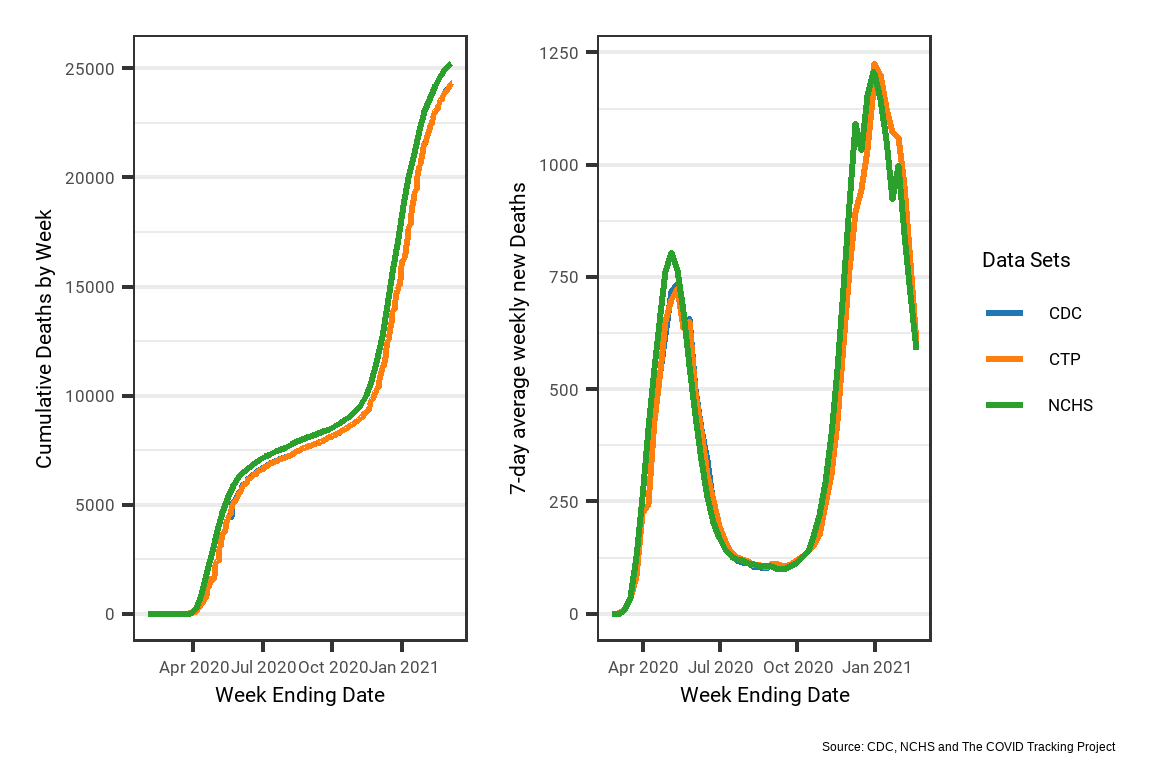 Cumulative Deaths by Week
25000
20000
15000
10000
5000
0
Apr 2020 Jul 2020 Oct 2020 Jan 2021
Week Ending Date
7-day average weekly new Deaths
1250
1000
750
500
250
0
Apr 2020 Jul 2020 Oct 2020 Jan 2021
Week Ending Date
Data Sets
CDC
CTP
NCHS
Source: CDC, NCHS and The COVID Tracking Project